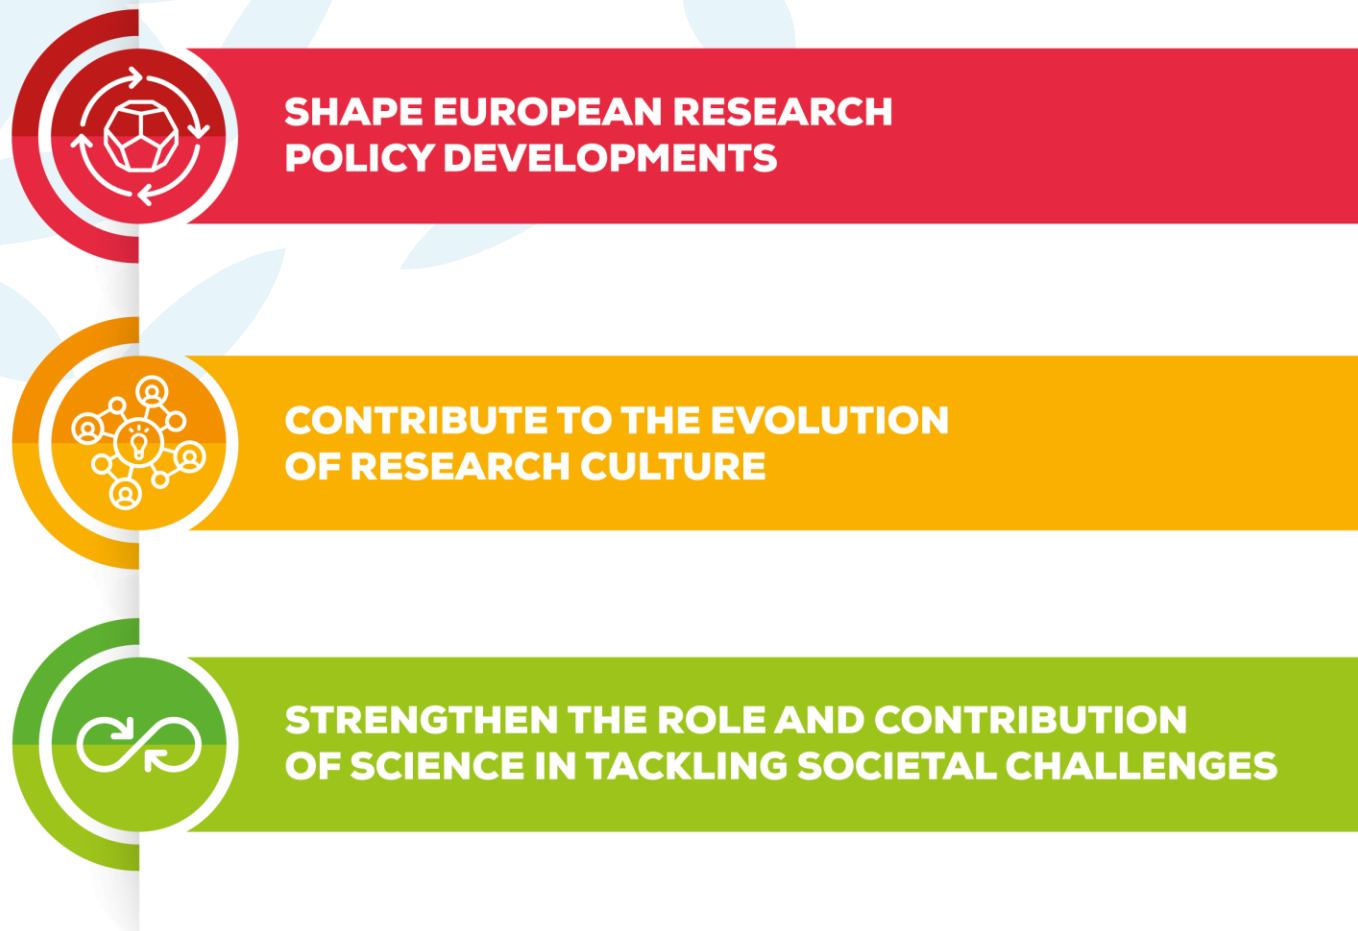 SHAPE EUROPEAN RESEARCH
POLICY DEVELOPMENTS
CONTRIBUTE TO THE EVOLUTION
OF RESEARCH CULTURE
STRENGTHEN THE ROLE AND CONTRIBUTION
OF SCIENCE IN TACKLING SOCIETAL CHALLENGES